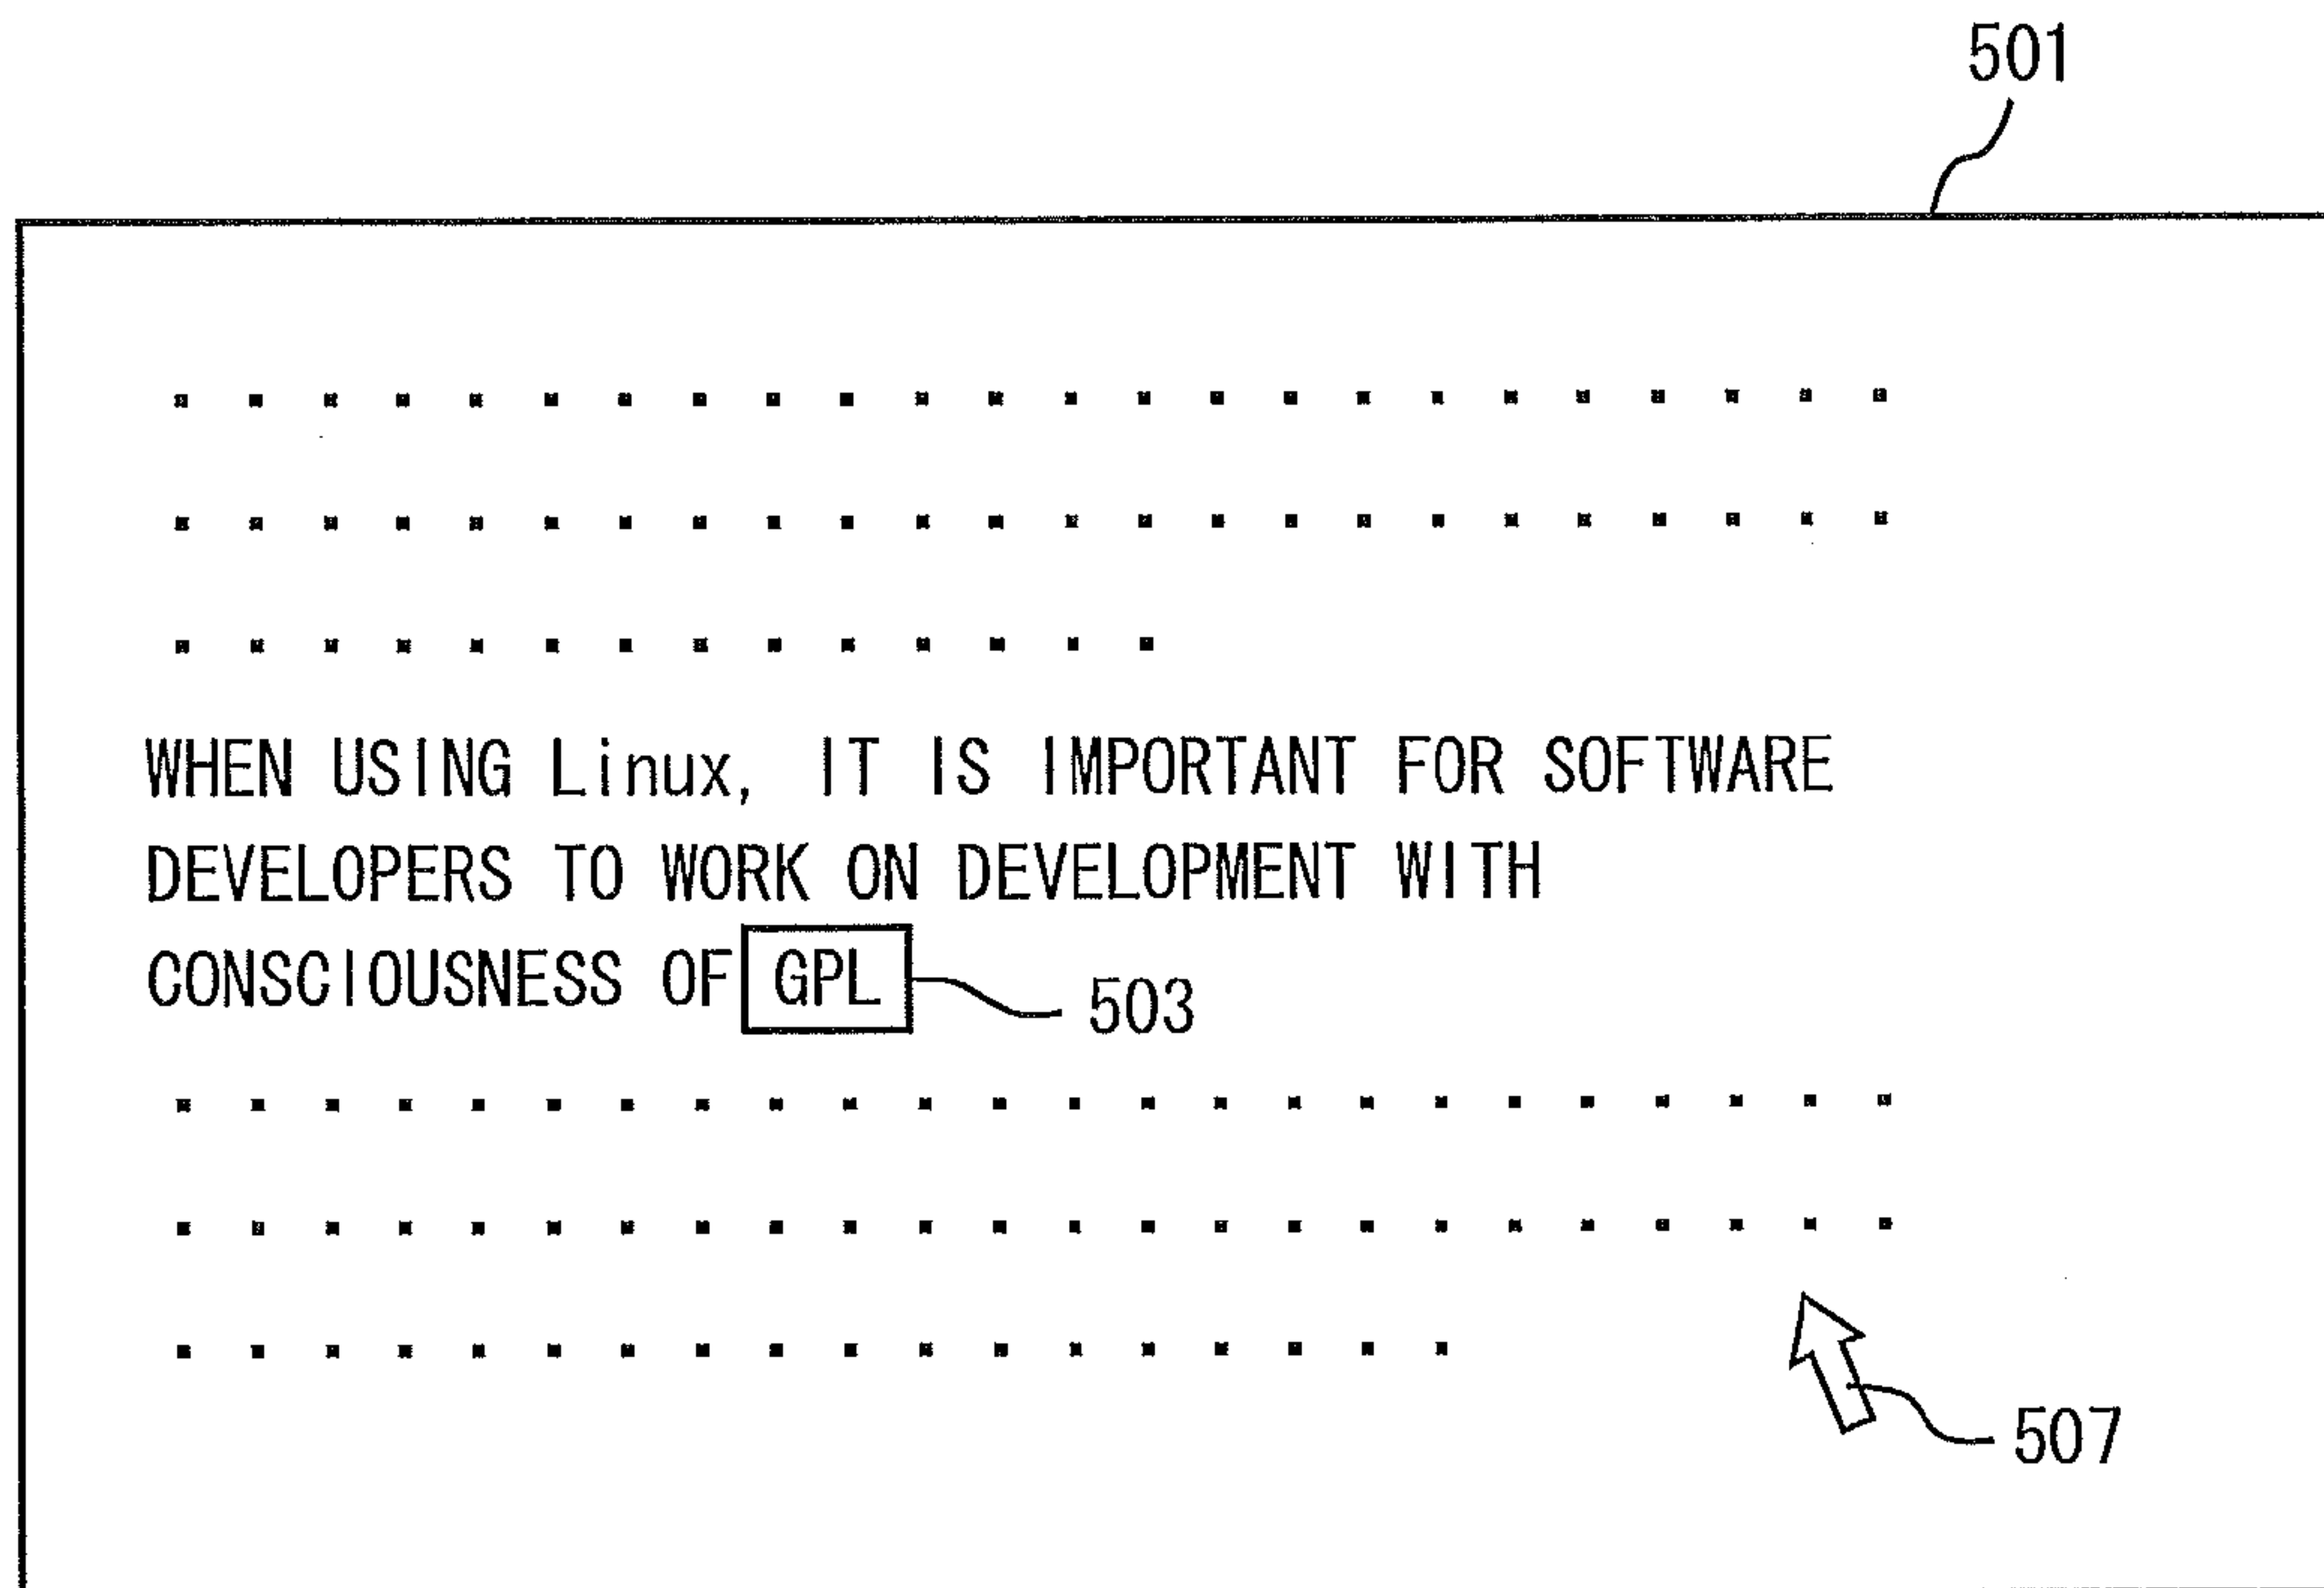 501
· · · · · · · · · · · · · · · · · · · · · · · ·
· · · · · · · · · · · · · · · · · · · · · · · ·
· · · · · · · · · · · · · ·
WHEN USING Linux, IT IS IMPORTANT FOR SOFTWARE
DEVELOPERS TO WORK ON DEVELOPMENT WITH
CONSCIOUSNESS OF GPL 503
· · · · · · · · · · · · · · · · · · · · · · · ·
· · · · · · · · · · · · · · · · · · · · · · · ·
· · · · · · · · · · · · · · · · · ·
507